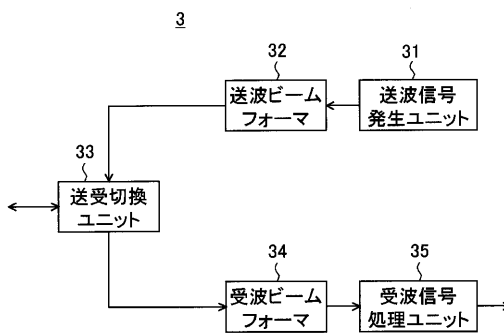 3
32
31
送波ビーム
フォーマ
送波信号
発生ユニット
33
送受切換
ユニット
34
35
受波ビーム
フォーマ
受波信号
処理ユニット